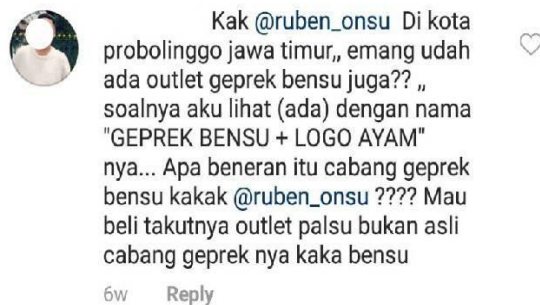 Kak @ruben_onsu Di kota
probolinggo jawa timur,, emang udah
ada outlet geprek bensu juga?? ,,
soalnya aku lihat (ada) dengan nama
"GEPREK BENSU + LOGO AYAM"
nya... Apa beneran itu cabang geprek
bensu kakak @ruben_onsu ???? Mau
beli takutnya outlet palsu bukan asli
cabang geprek nya kaka bensu
6w Reply